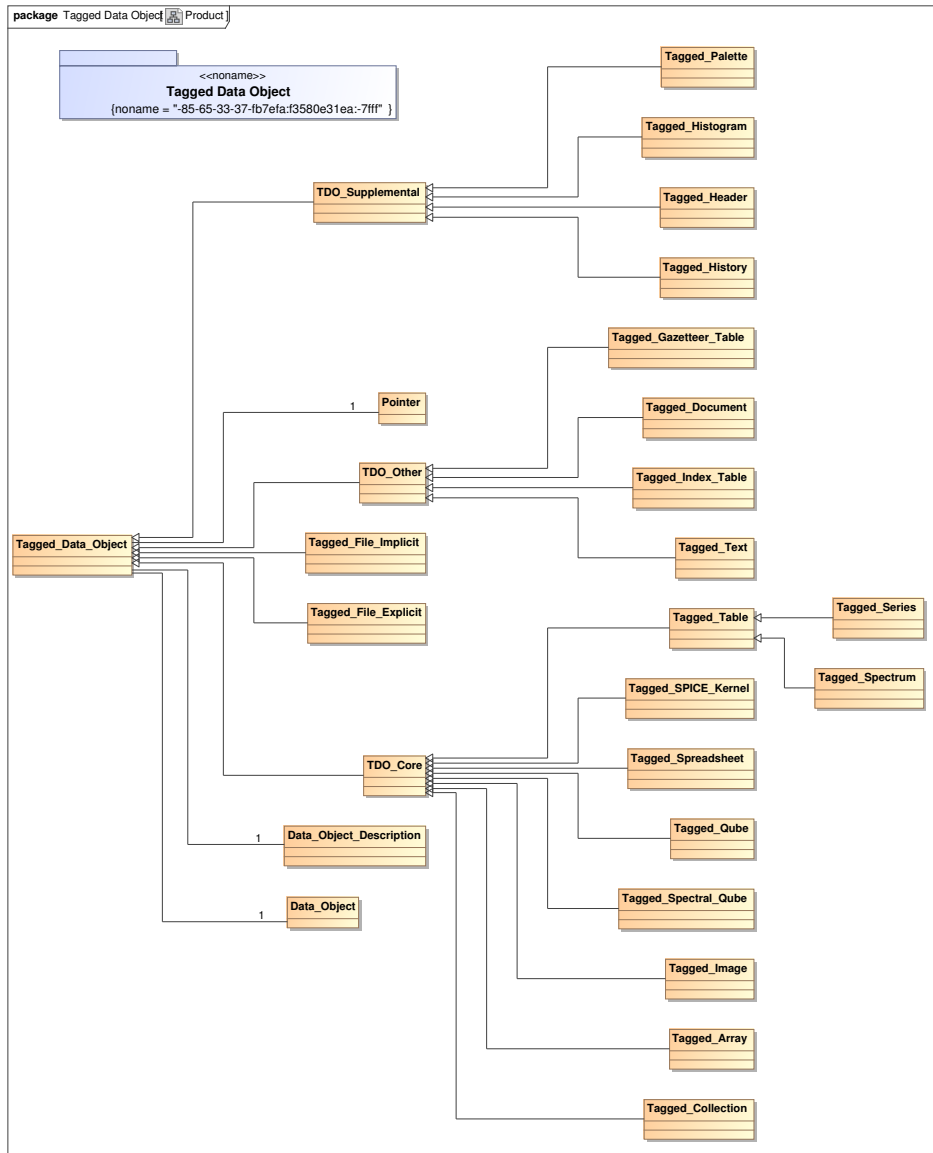 package Tagged Data Object[ Product]
<<noname>>
Tagged Data Object
{noname = "-85-65-33-37-fb7efa:f3580e31ea:-7fff" }
Tagged_Palette
Tagged_Histogram
TDO_Supplemental
Tagged_Header
Tagged_History
Tagged_Gazetteer_Table
1
Pointer
Tagged_Document
TDO_Other
Tagged_Index_Table
Tagged_Data_Object
Tagged_File_Implicit
Tagged_Text
Tagged_File_Explicit
Tagged_Table
Tagged_Series
Tagged_Spectrum
Tagged_SPICE_Kernel
TDO_Core
Tagged_Spreadsheet
1
Data_Object_Description
Tagged_Qube
1
Data_Object
Tagged_Spectral_Qube
Tagged_Image
Tagged_Array
Tagged_Collection